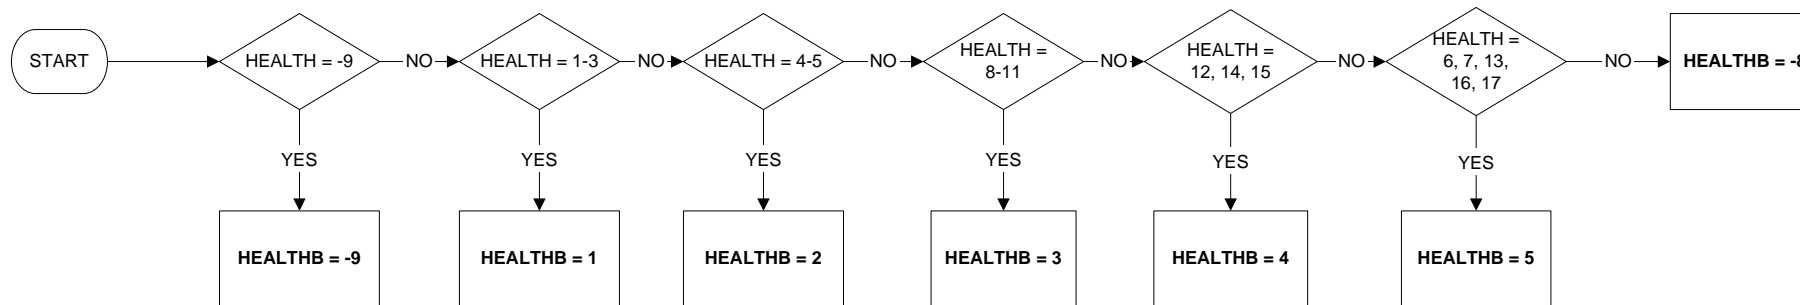 START
HEALTH = -9
NO
HEALTH = 1-3
NO
HEALTH = 4-5
NO
HEALTH =
8-11
NO
HEALTH =
12, 14, 15
NO
HEALTH =
6, 7, 13,
16, 17
NO
HEALTHB = -8
YES
YES
YES
YES
YES
YES
HEALTHB = -9
HEALTHB = 1
HEALTHB = 2
HEALTHB = 3
HEALTHB = 4
HEALTHB = 5